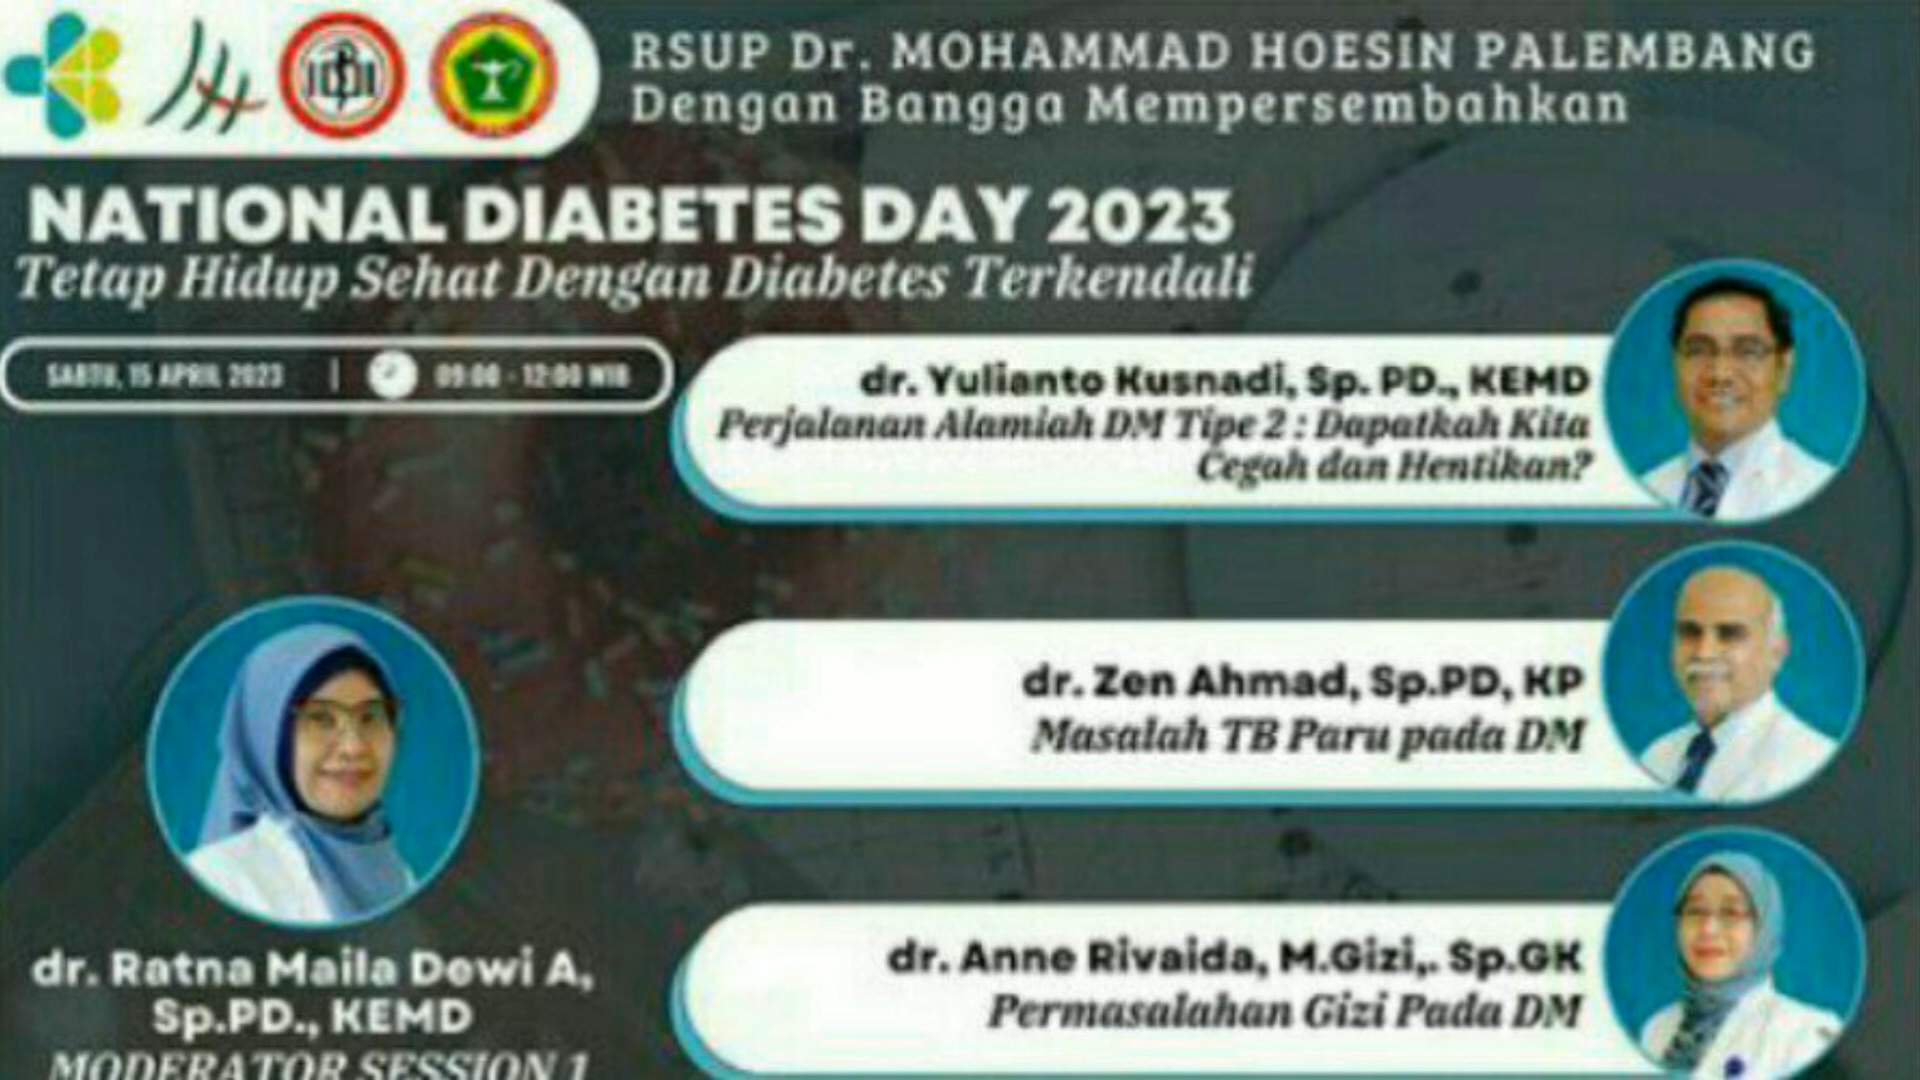 RSUP Dr. MOHAMMAD HOESIN PALEMBANG
Dengan Bangga Mempersembahkan
NATIONAL DIABETES DAY 2023
Tetap Hidup Sehat Dengan Diabetes Terkendali
SABTU, 15 APRIL 2023 | 09:00 - 12:00 WIB
dr. Yulianto Kusnadi, Sp. PD., KEMD
Perjalanan Alamiah DM Tipe 2 : Dapatkah Kita
Cegah dan Hentikan?
dr. Zen Ahmad, Sp.PD, KP
Masalah TB Paru pada DM
dr. Anne Rivaida, M.Gizi,. Sp.GK
Permasalahan Gizi Pada DM
dr. Ratna Maila Dewi A,
Sp.PD., KEMD
MODERATOR SESSION 1